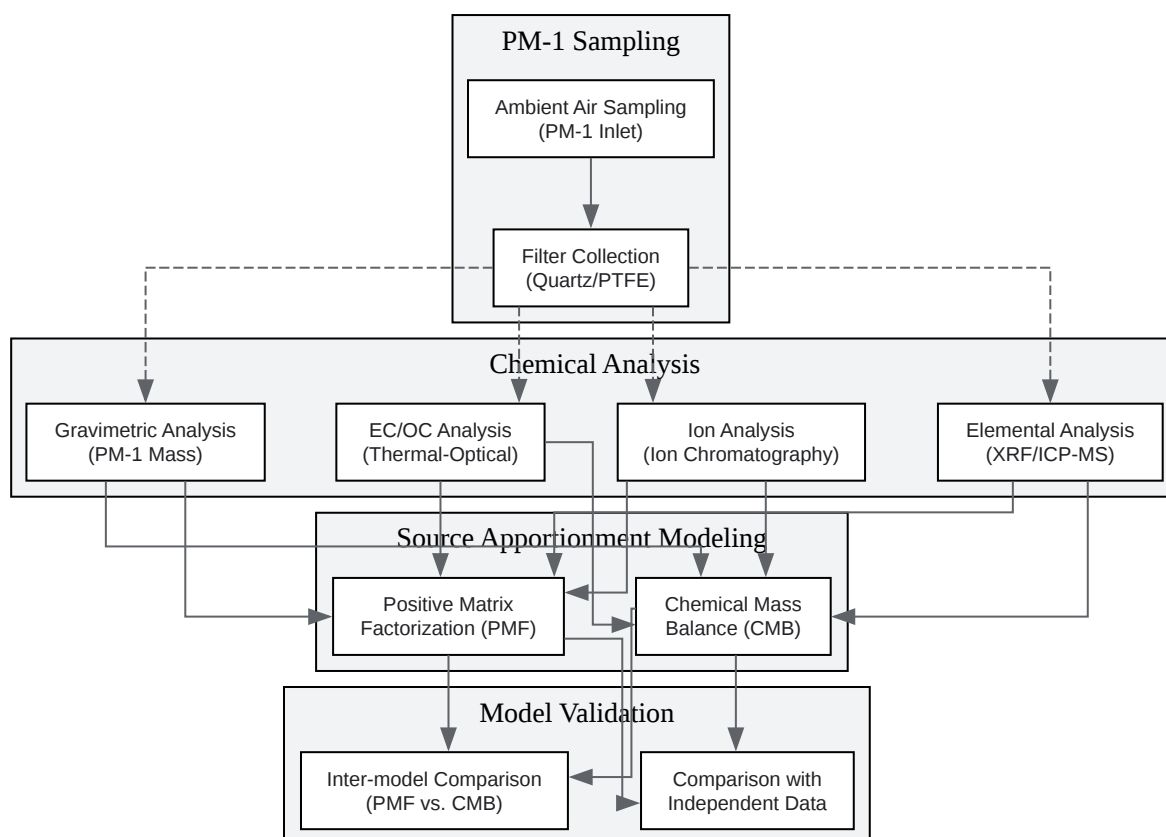 PM-1 Sampling
Ambient Air Sampling
(PM-1 Inlet)
Filter Collection
(Quartz/PTFE)
Chemical Analysis
Gravimetric Analysis
(PM-1 Mass)
EC/OC Analysis
(Thermal-Optical)
Ion Analysis
(Ion Chromatography)
Elemental Analysis
(XRF/ICP-MS)
Source Apportionment Modeling
Positive Matrix
Factorization (PMF)
Chemical Mass
Balance (CMB)
Model Validation
Inter-model Comparison
(PMF vs. CMB)
Comparison with
Independent Data